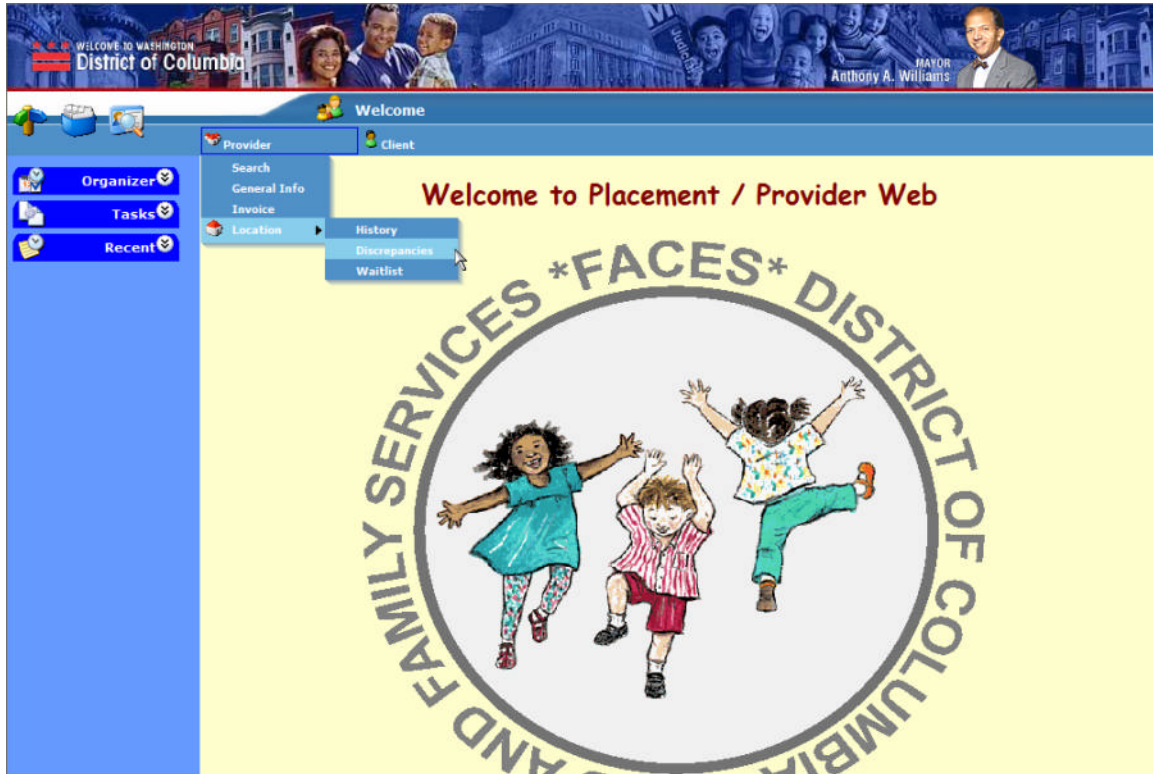 WELCOME TO WASHINGTON
District of Columbia
Judiciary
MAYOR
Anthony A. Williams
Welcome
Provider
Client
Organizer
Tasks
Recent
Search
General Info
Invoice
Location
History
Discrepancies
Waitlist
Welcome to Placement / Provider Web
AND FAMILY SERVICES *FACES* DISTRICT OF COLUMBIA